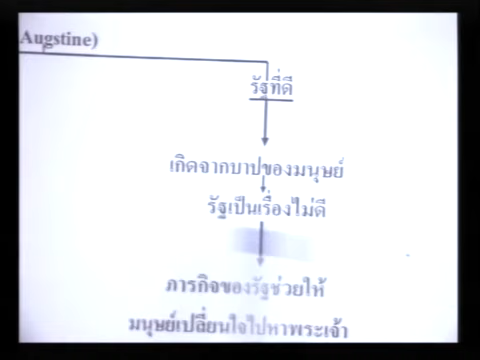 Augstine)
รัฐที่ดี
เกิดจากบาปของมนุษย์
รัฐเป็นเรื่องไม่ดี
ภารกิจของรัฐช่วยให้
มนุษย์เปลี่ยนใจไปหาพระเจ้า